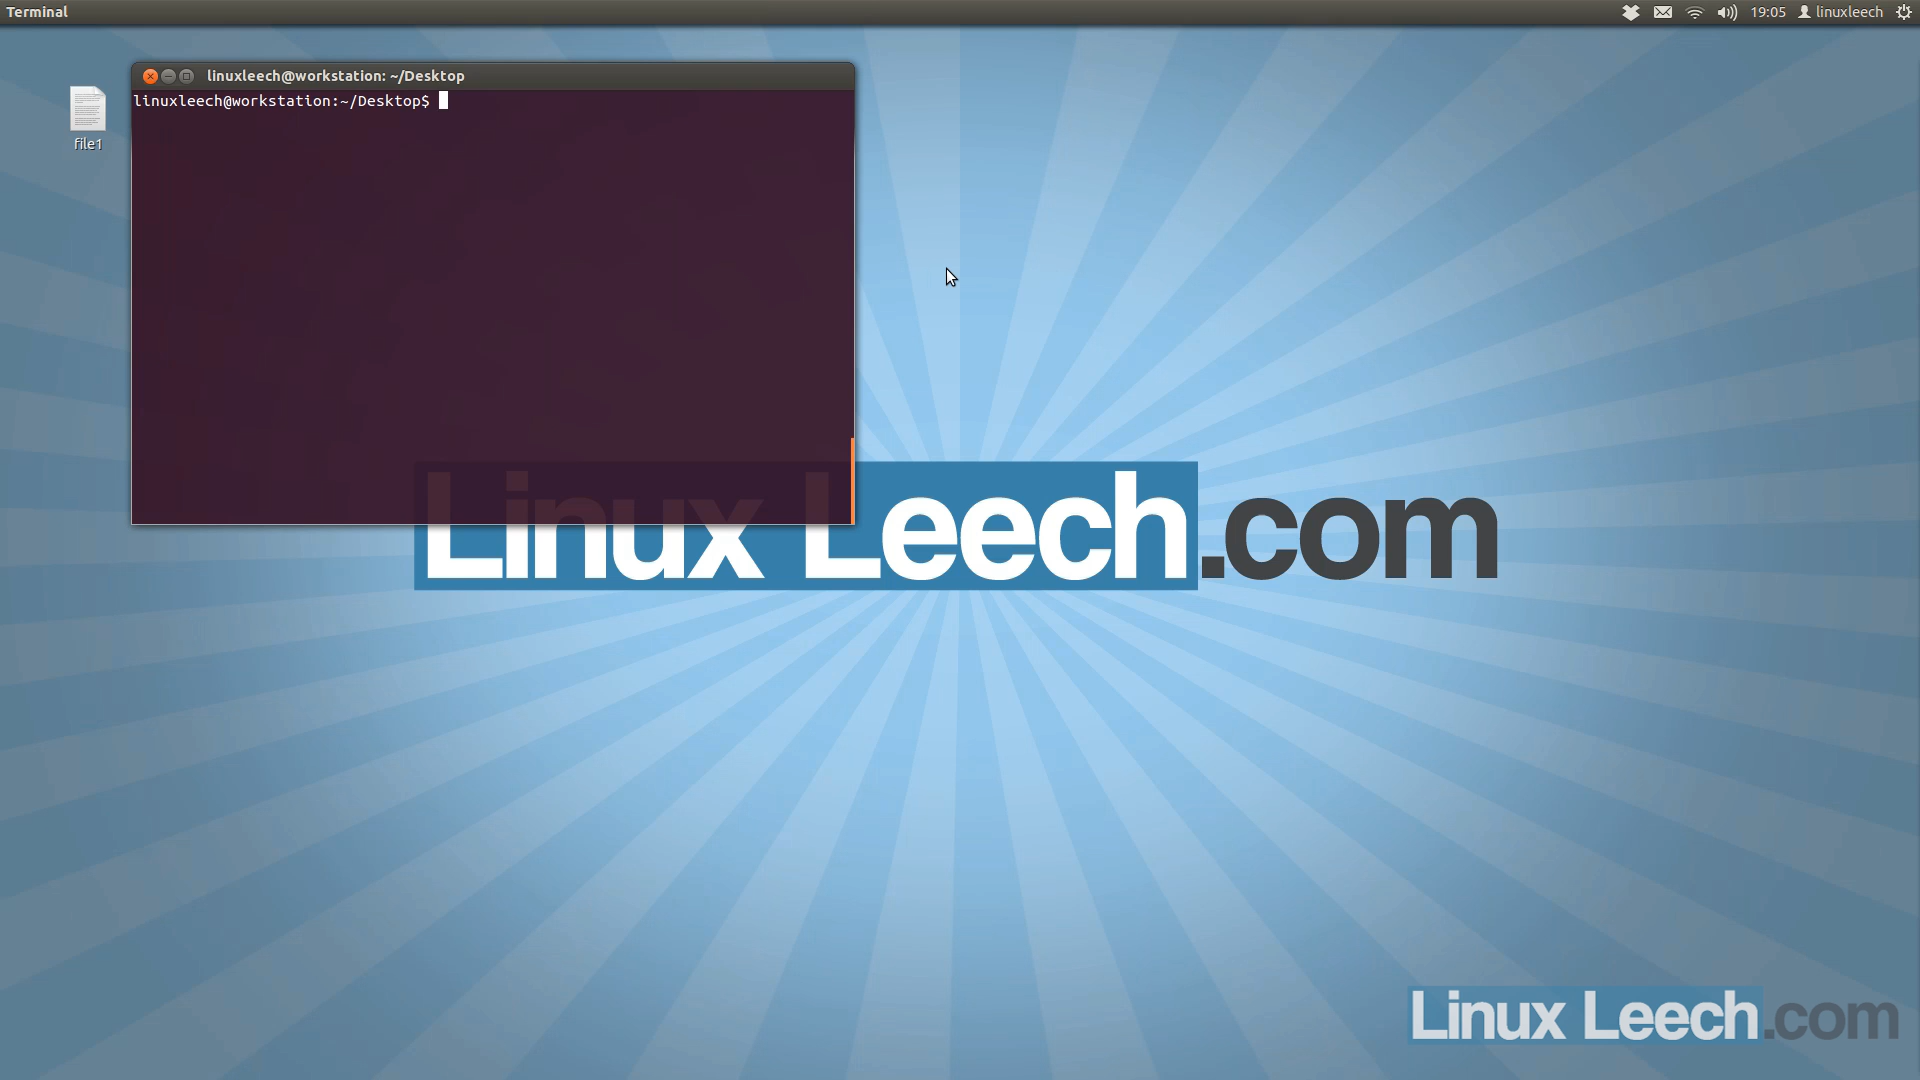 Terminal
19:05 linuxleech
linuxleech@workstation: ~/Desktop
linuxleech@workstation:~/Desktop$
file1
Linux Leech.com
Linux Leech.com